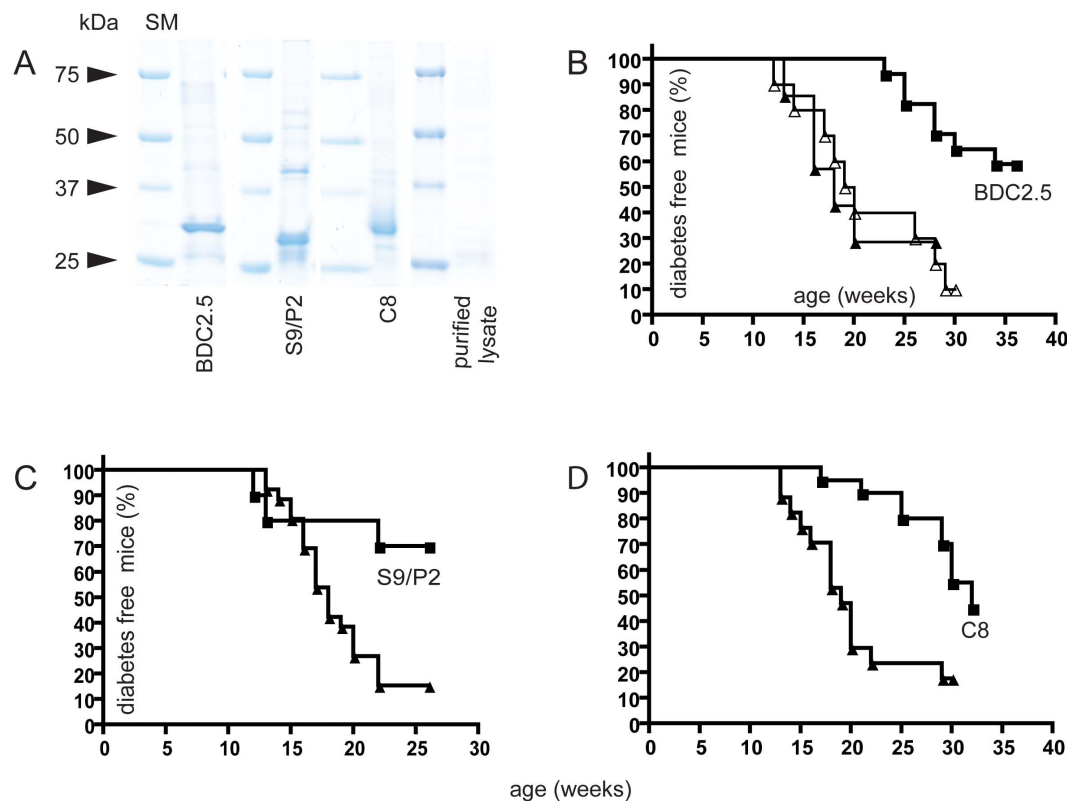 kDa SM
A
75
50
37
25
BDC2.5
S9/P2
C8
purified
lysate
B
diabetes free mice (%)
100
90
80
70
60
50
40
30
20
10
0
BDC2.5
age (weeks)
0 5 10 15 20 25 30 35 40
C
diabetes free mice (%)
100
90
80
70
60
50
40
30
20
10
0
S9/P2
0 5 10 15 20 25 30
D
100
90
80
70
60
50
40
30
20
10
0
C8
0 5 10 15 20 25 30 35 40
age (weeks)